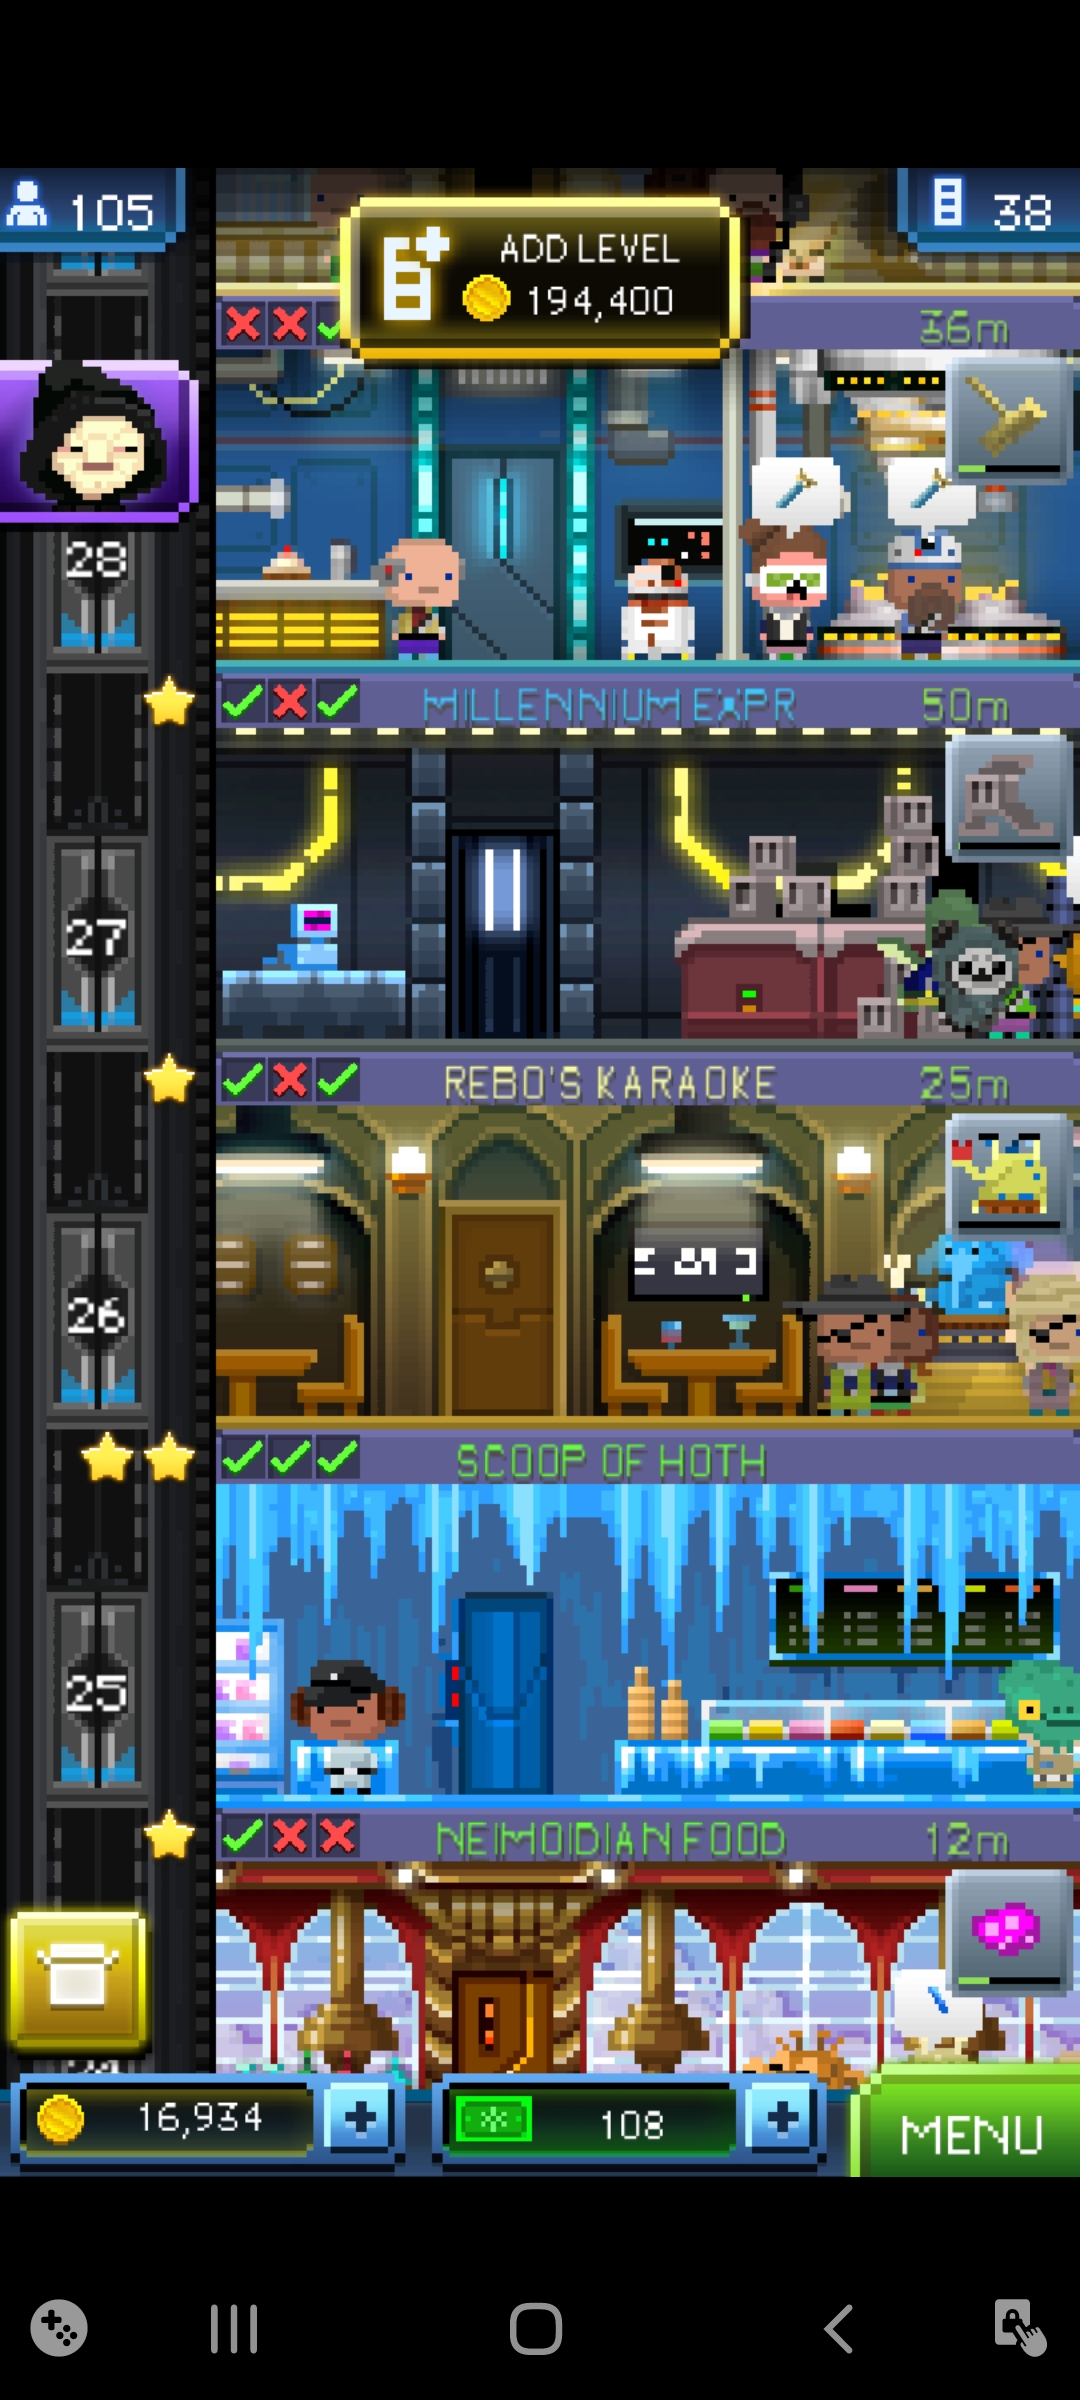 105
38
ADD LEVEL
194,400
36m
28
MILLENNIUM EXPR
50m
27
REBO'S KARAOKE
25m
26
SCOOP OF HOTH
25
NEIMOIDIAN FOOD
12m
16,934
108
MENU